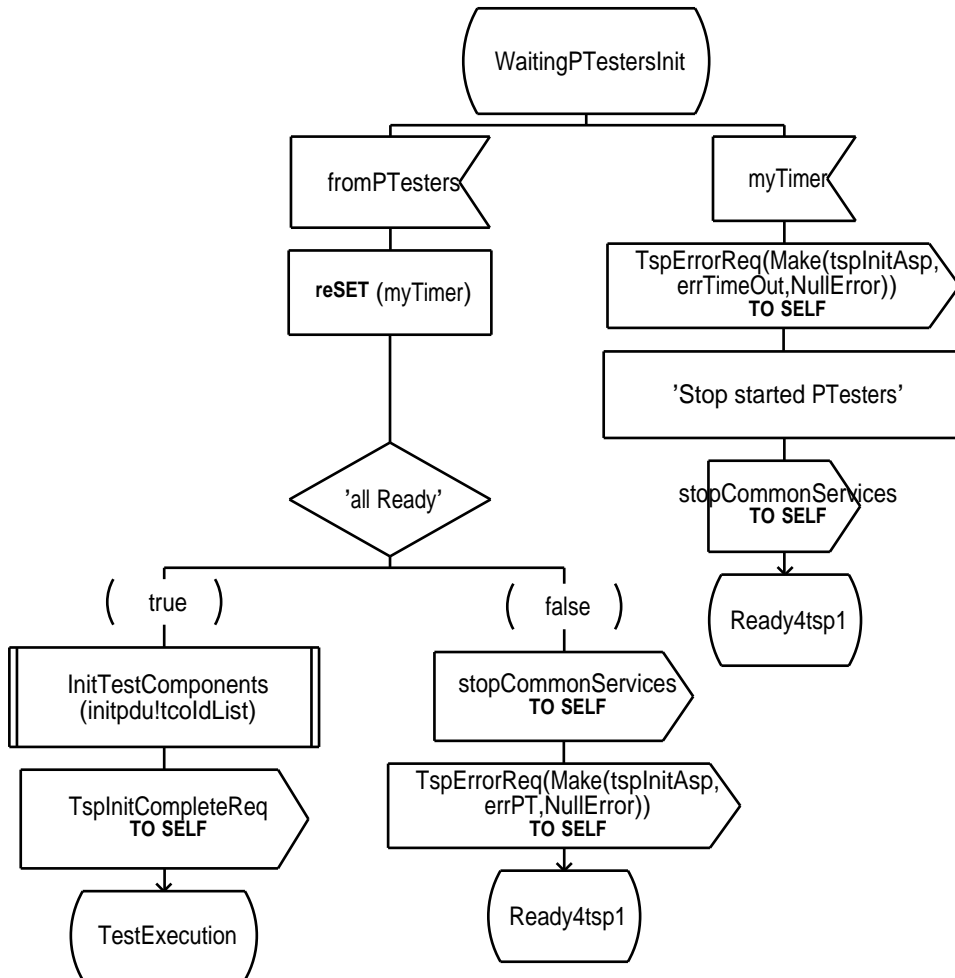 WaitingPTestersInit
fromPTesters
myTimer
reSET (myTimer)
TspErrorReq(Make(tspInitAsp,
errTimeOut,NullError))
TO SELF
’Stop started PTesters’
’all Ready’
stopCommonServices
TO SELF
( true )
( false )
Ready4tsp1
InitTestComponents
(initpdu!tcoIdList)
stopCommonServices
TO SELF
TspInitCompleteReq
TO SELF
TspErrorReq(Make(tspInitAsp,
errPT,NullError))
TO SELF
TestExecution
Ready4tsp1